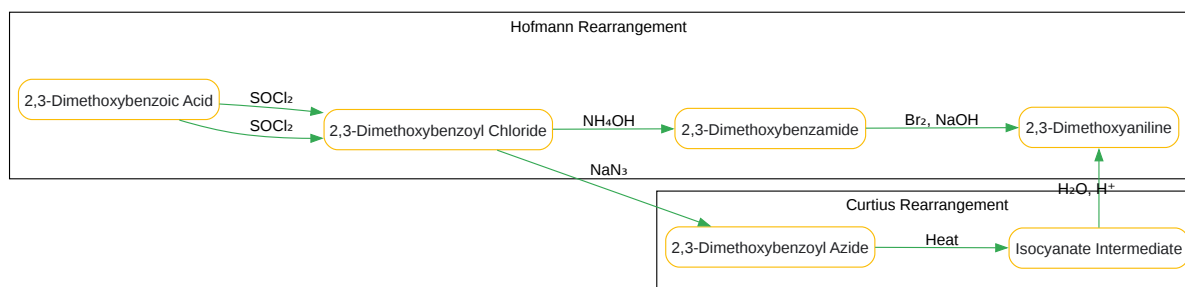 Hofmann Rearrangement
2,3-Dimethoxybenzoic Acid
SOCl₂
SOCl₂
2,3-Dimethoxybenzoyl Chloride
NH₄OH
2,3-Dimethoxybenzamide
Br₂, NaOH
2,3-Dimethoxyaniline
NaN₃
H₂O, H⁺
Curtius Rearrangement
2,3-Dimethoxybenzoyl Azide
Heat
Isocyanate Intermediate